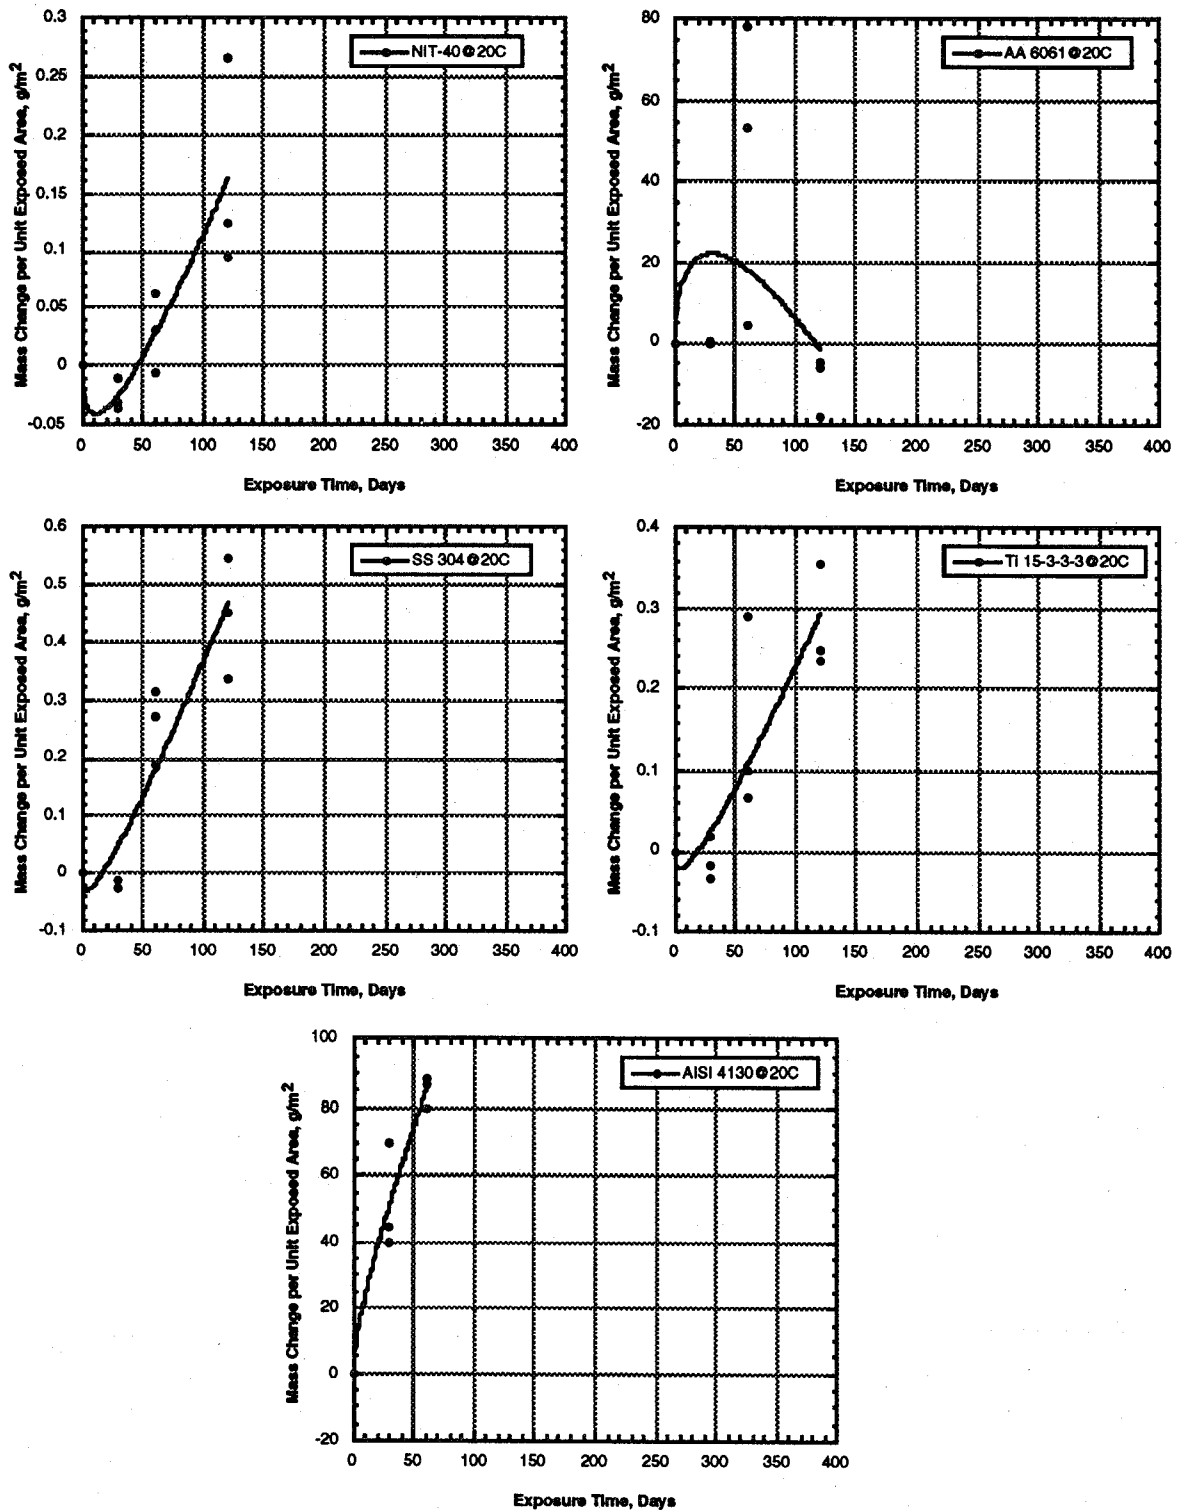 Mass Change per Unit Exposed Area, g/m2
0.3
0.25
0.2
0.15
0.1
0.05
0
-0.05
NIT-40@20C
0 50 100 150 200 250 300 350 400
Exposure Time, Days
Mass Change per Unit Exposed Area, g/m2
80
60
40
20
0
-20
AA 6061@20C
0 50 100 150 200 250 300 350 400
Exposure Time, Days
Mass Change per Unit Exposed Area, g/m2
0.6
0.5
0.4
0.3
0.2
0.1
0
-0.1
SS 304@20C
0 50 100 150 200 250 300 350 400
Exposure Time, Days
Mass Change per Unit Exposed Area, g/m2
0.4
0.3
0.2
0.1
0
-0.1
Ti 15-3-3-3@20C
0 50 100 150 200 250 300 350 400
Exposure Time, Days
Mass Change per Unit Exposed Area, g/m2
100
80
60
40
20
0
-20
AISI 4130@20C
0 50 100 150 200 250 300 350 400
Exposure Time, Days